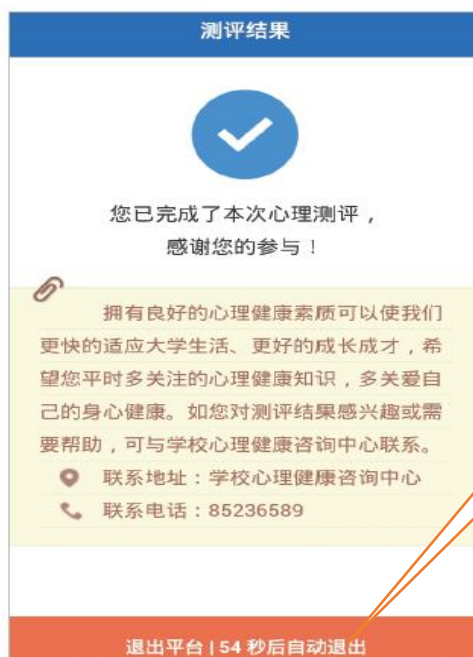 测评结果
您已完成了本次心理测评，
感谢您的参与！
拥有良好的心理健康素质可以使我们
更快的适应大学生活、更好的成长成才，希
望您平时多关注的心理健康知识，多关爱自
己的身心健康。如您对测评结果感兴趣或需
要帮助，可与学校心理健康咨询中心联系。
联系地址：学校心理健康咨询中心
联系电话：85236589
退出平台 | 54 秒后自动退出